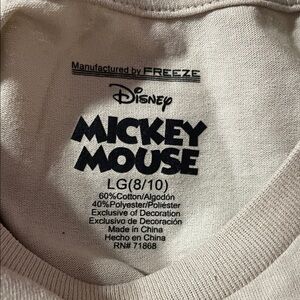 Manufactured by FREEZE
Disney
MICKEY
MOUSE
LG(8/10)
60%Cotton/Algodón
40%Polyester/Poliéster
Exclusive of Decoration
Exclusivo de Decoración
Made in China
Hecho en China
RN# 71868